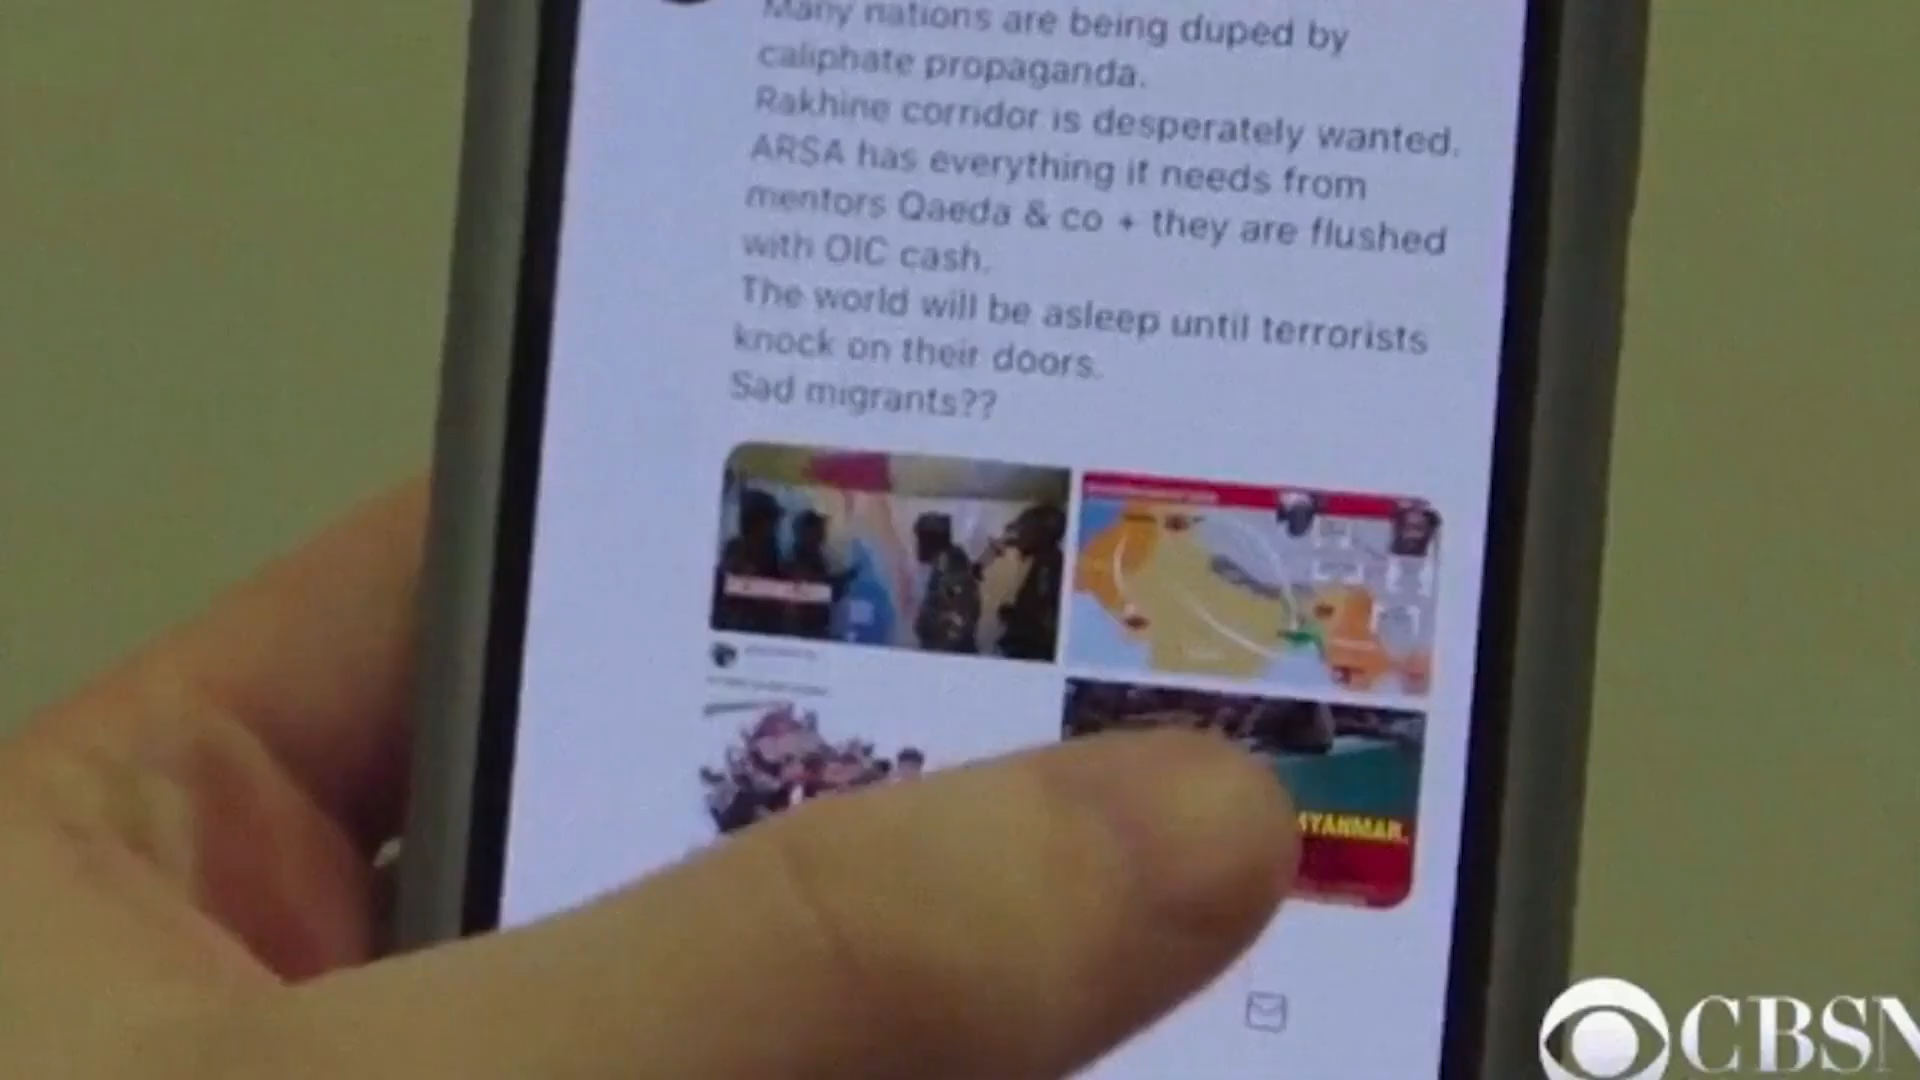 Many nations are being duped by
caliphate propaganda.
Rakhine corridor is desperately wanted.
ARSA has everything it needs from
mentors Qaeda & co + they are flushed
with OIC cash.
The world will be asleep until terrorists
knock on their doors.
Sad migrants??
MYANMAR.
CBSN